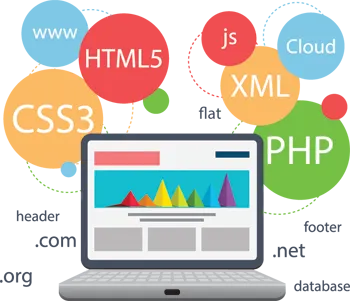 www
HTML5
CSS3
js
Cloud
XML
flat
PHP
header
footer
.com
.net
.org
database